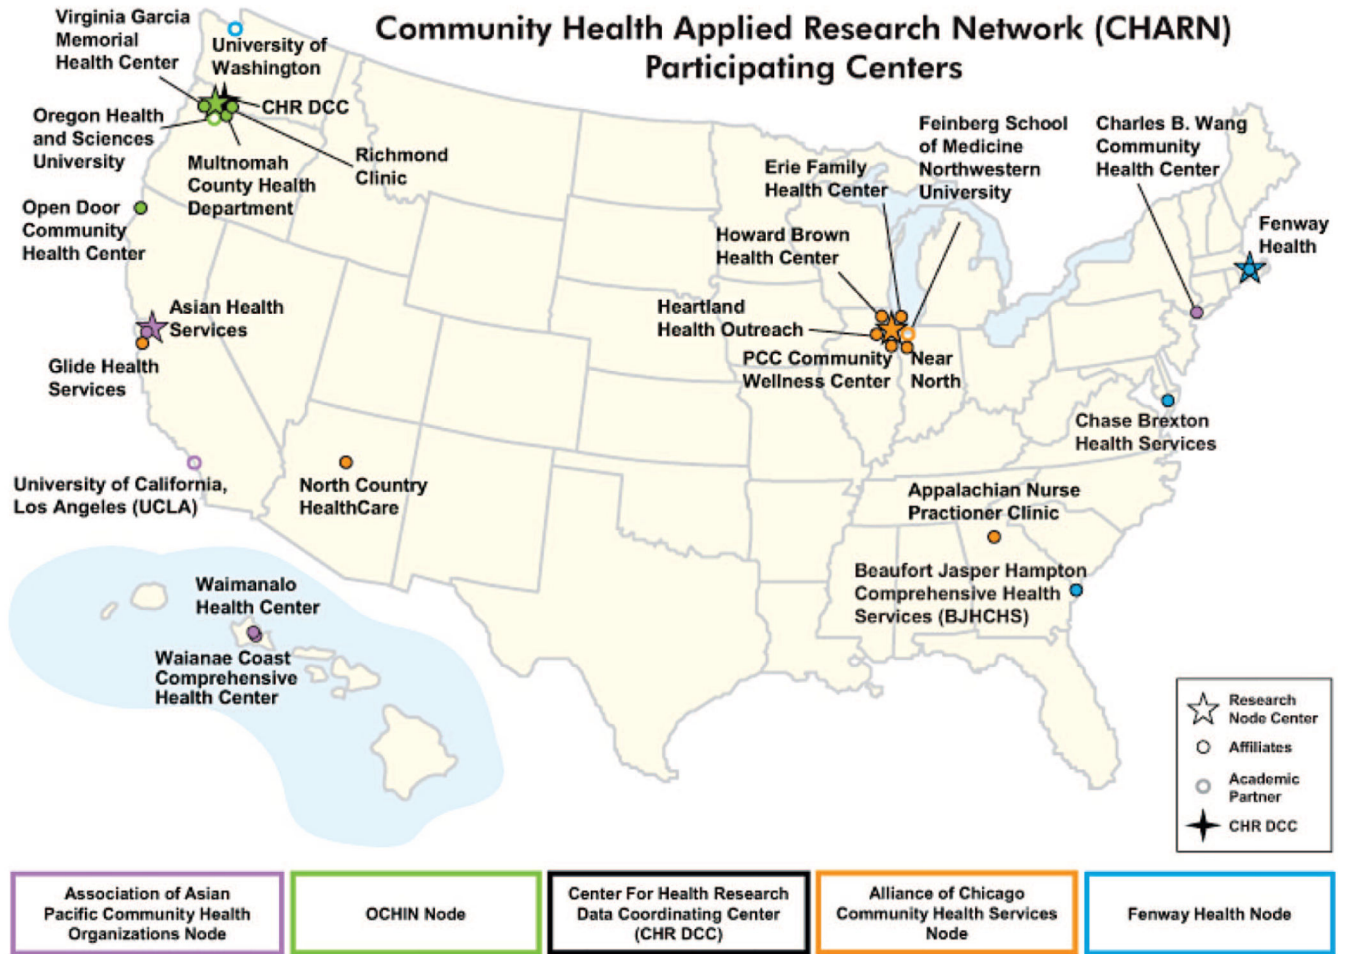 Community Health Applied Research Network (CHARN)
Participating Centers
Virginia Garcia
Memorial
Health Center
University of
Washington
CHR DCC
Oregon Health
and Sciences
University
Multnomah
County Health
Department
Richmond
Clinic
Open Door
Community
Health Center
Asian Health
Services
Glide Health
Services
University of California,
Los Angeles (UCLA)
North Country
HealthCare
Feinberg School
of Medicine
Northwestern
University
Erie Family
Health Center
Howard Brown
Health Center
Heartland
Health Outreach
PCC Community
Wellness Center
Near
North
Charles B. Wang
Community
Health Center
Fenway
Health
Chase Brexton
Health Services
Appalachian Nurse
Practioner Clinic
Beaufort Jasper Hampton
Comprehensive Health
Services (BJHCHS)
Waimanalo
Health Center
Waianae Coast
Comprehensive
Health Center
Research
Node Center
Affiliates
Academic
Partner
CHR DCC
Association of Asian
Pacific Community Health
Organizations Node
OCHIN Node
Center For Health Research
Data Coordinating Center
(CHR DCC)
Alliance of Chicago
Community Health Services
Node
Fenway Health Node